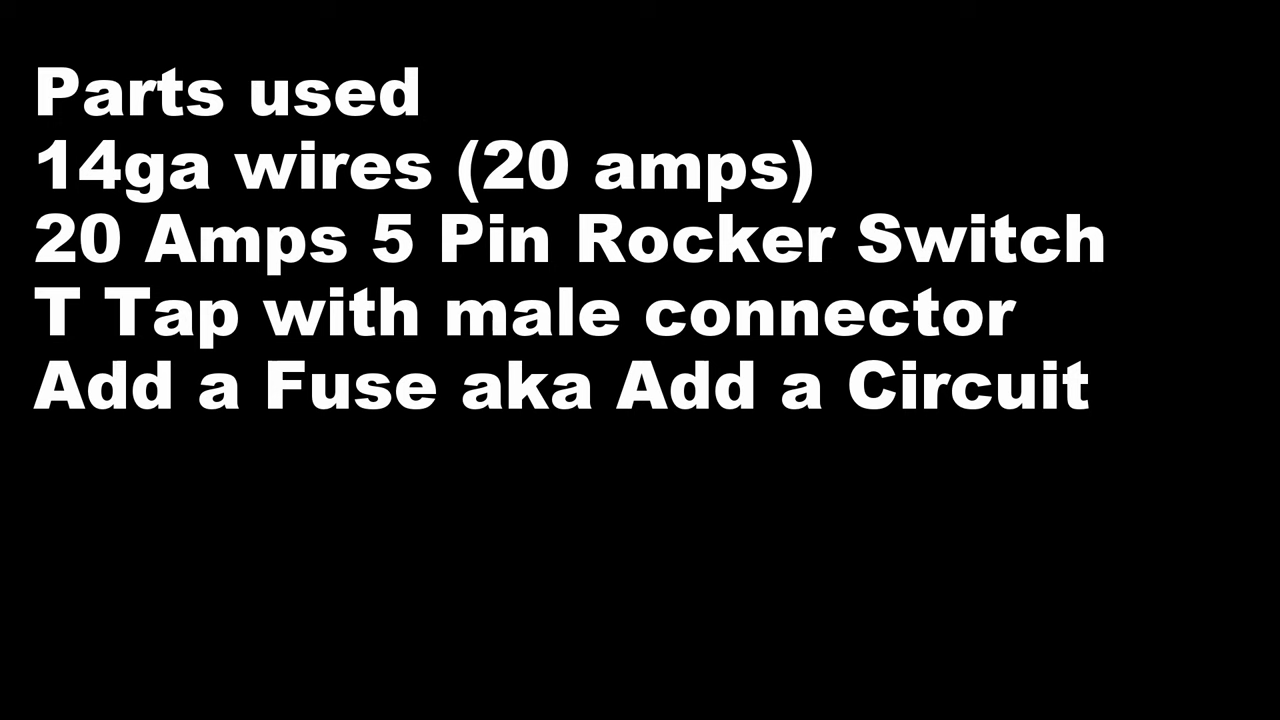 Parts used
14ga wires (20 amps)
20 Amps 5 Pin Rocker Switch
T Tap with male connector
Add a Fuse aka Add a Circuit